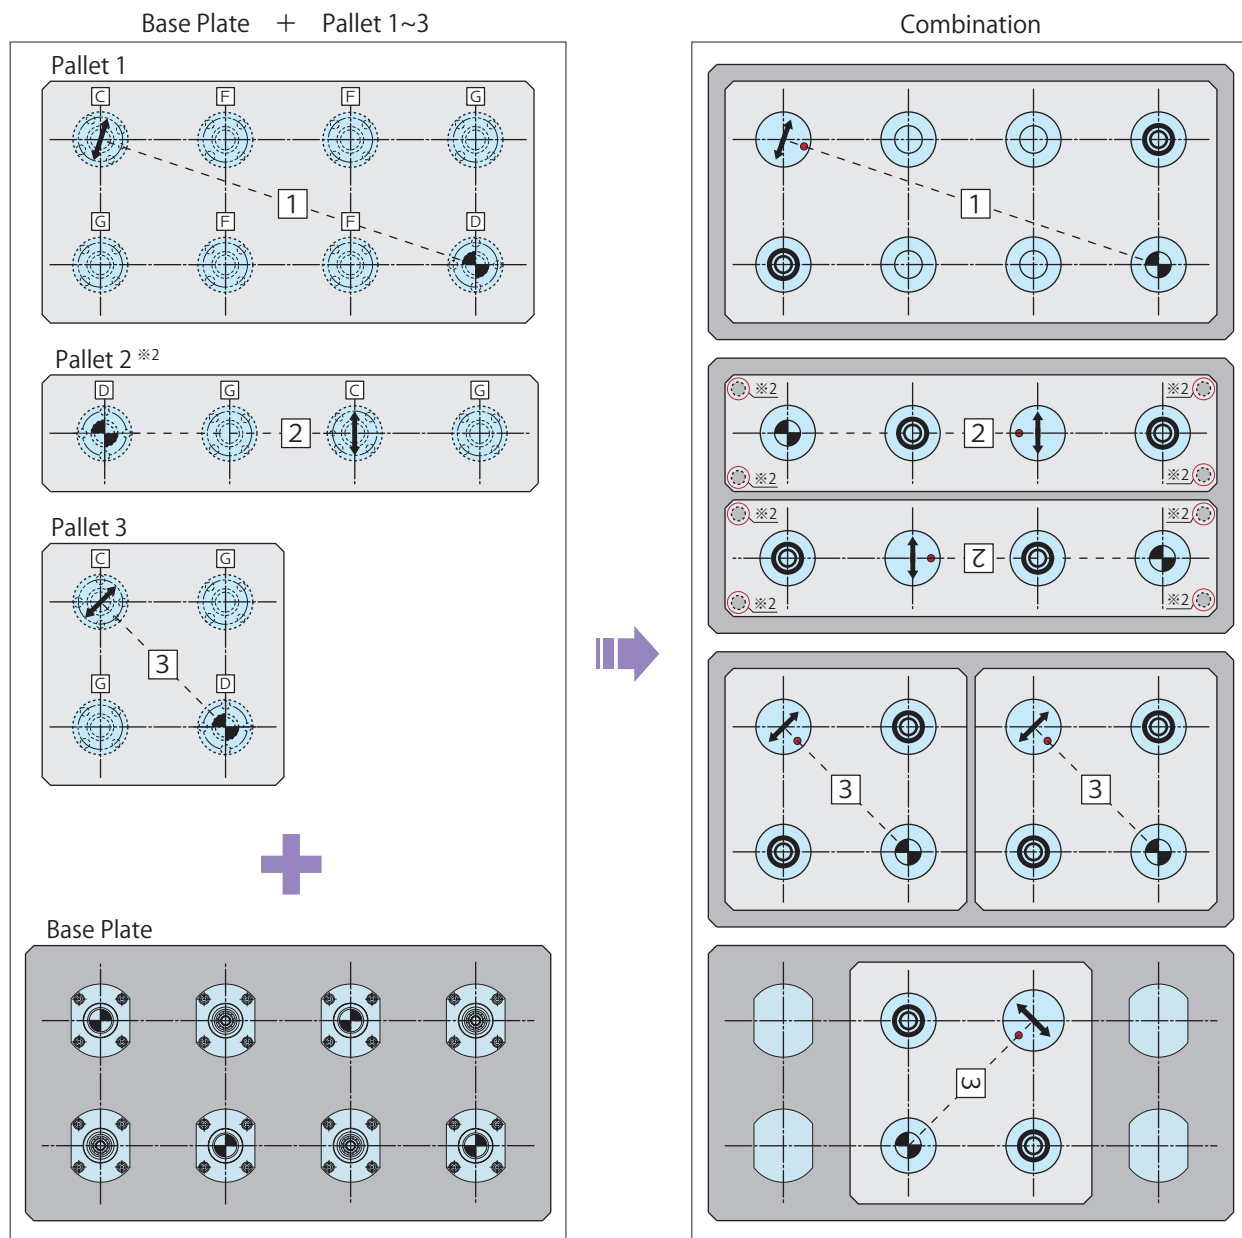 Base Plate + Pallet 1~3
Pallet 1
C F F G
1
G F F D
Pallet 2 ※2
D G C G
2
Pallet 3
C G
3
G D
Base Plate
Combination
1
※2 ※2
2
※2 ※2
※2 ※2
2
※2 ※2
3 3
3